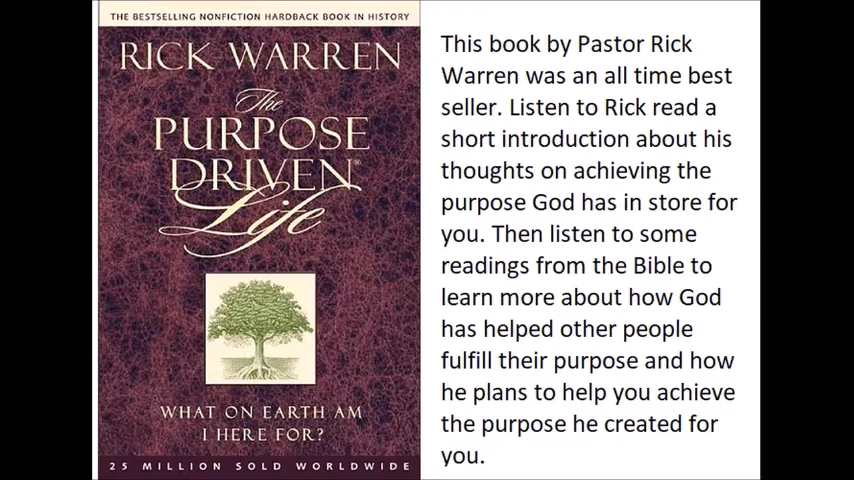 THE BESTSELLING NONFICTION HARDBACK BOOK IN HISTORY
RICK WARREN
The
PURPOSE
DRIVEN®
Life
WHAT ON EARTH AM
I HERE FOR?
25 MILLION SOLD WORLDWIDE
This book by Pastor Rick
Warren was an all time best
seller. Listen to Rick read a
short introduction about his
thoughts on achieving the
purpose God has in store for
you. Then listen to some
readings from the Bible to
learn more about how God
has helped other people
fulfill their purpose and how
he plans to help you achieve
the purpose he created for
you.